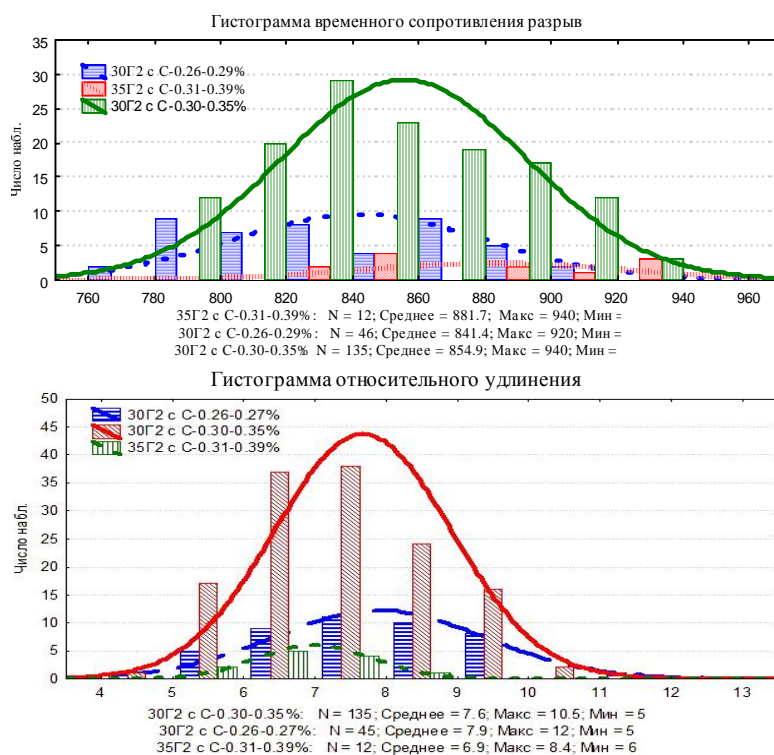 Гистограмма временного сопротивления разрыв
35
30
25
20
15
10
5
0
Число набл.
30Г2 с С-0.26-0.29%
35Г2 с С-0.31-0.39%
30Г2 с С-0.30-0.35%
760 780 800 820 840 860 880 900 920 940 960
35Г2 с С-0.31-0.39%: N = 12; Среднее = 881.7; Макс = 940; Мин =
30Г2 с С-0.26-0.29%: N = 46; Среднее = 841.4; Макс = 920; Мин =
30Г2 с С-0.30-0.35% N = 135; Среднее = 854.9; Макс = 940; Мин =
Гистограмма относительного удлинения
50
45
40
35
30
25
20
15
10
5
0
Число набл.
30Г2 с С-0.26-0.27%
30Г2 с С-0.30-0.35%
35Г2 с С-0.31-0.39%
4 5 6 7 8 9 10 11 12 13
30Г2 с С-0.30-0.35%: N = 135; Среднее = 7.6; Макс = 10.5; Мин = 5
30Г2 с С-0.26-0.27%: N = 45; Среднее = 7.9; Макс = 12; Мин = 5
35Г2 с С-0.31-0.39%: N = 12; Среднее = 6.9; Макс = 8.4; Мин = 6